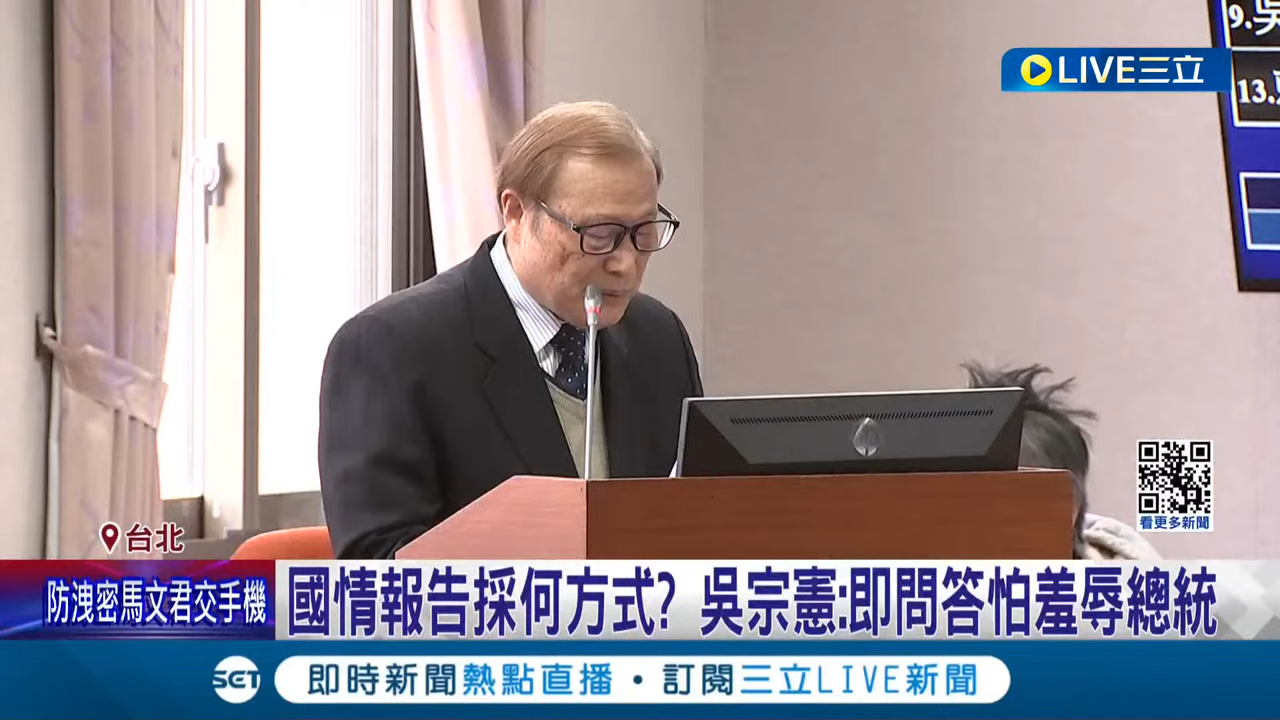 9.吳
13.
LIVE三立
看更多新聞
台北
防洩密馬文君交手機
國情報告採何方式? 吳宗憲:即問答怕羞辱總統
SET
即時新聞熱點直播・訂閱三立LIVE新聞